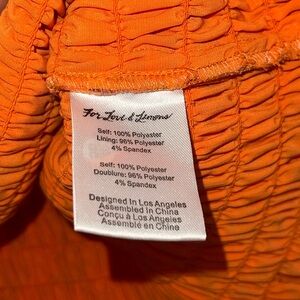 For Love & Lemons
Self: 100% Polyester
Lining: 96% Polyester
4% Spandex
Self: 100% Polyester
Doublure: 96% Polyester
4% Spandex
Designed in Los Angeles
Assembled in China
Conçu à Los Angeles
Assemblé en Chine